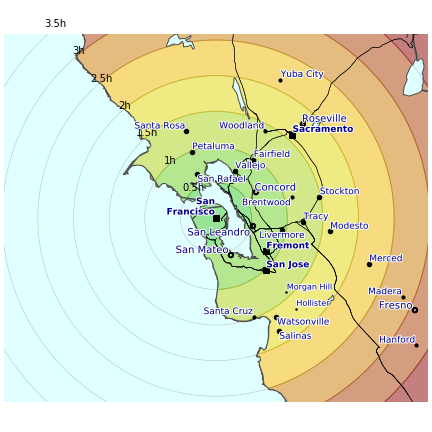 3.5h
3h
2.5h
Yuba City
2h
Roseville
Santa Rosa
Woodland
Sacramento
1.5h
Petaluma
Fairfield
1h
Vallejo
San Rafael
0.5h
Concord
Stockton
San
Francisco
Brentwood
Tracy
Modesto
San Leandro
Livermore
Fremont
San Mateo
Merced
San Jose
Morgan Hill
Madera
Hollister
Fresno
Santa Cruz
Watsonville
Salinas
Hanford